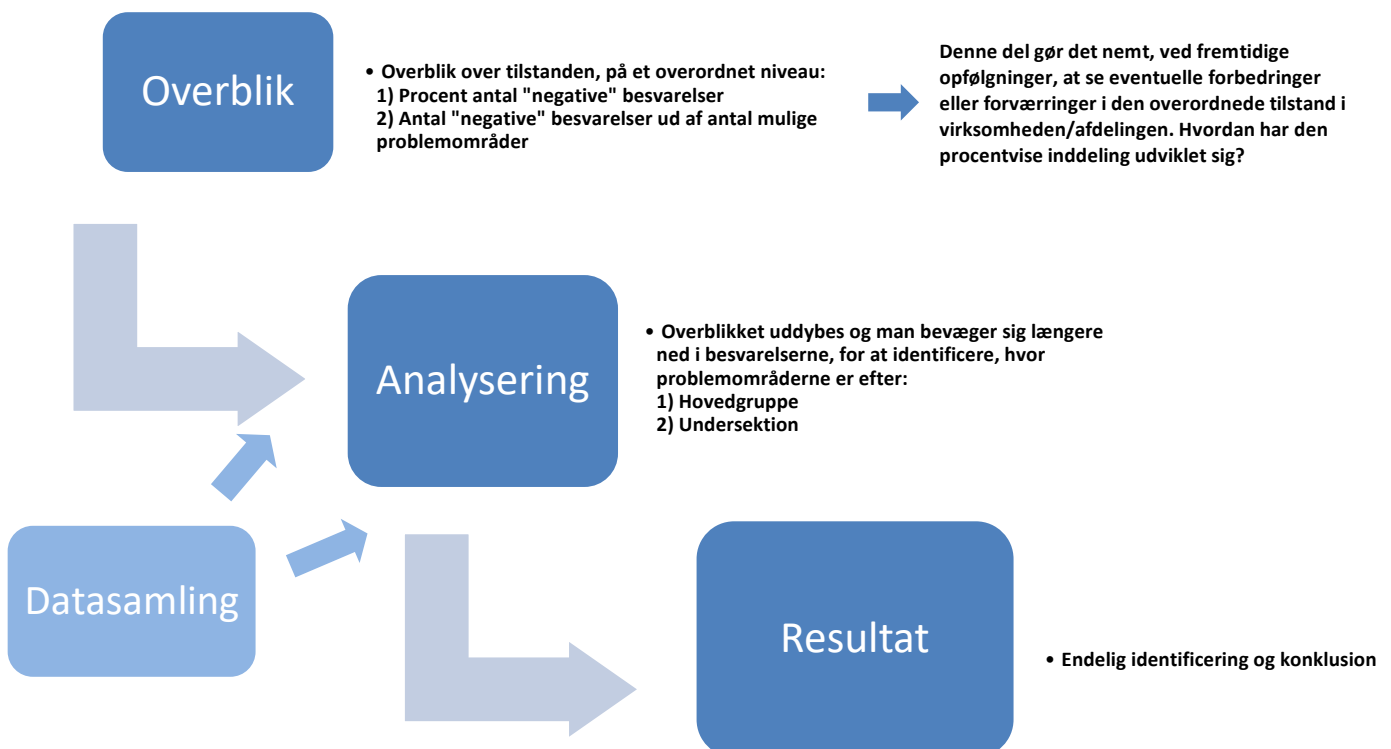 Overblik
• Overblik over tilstanden, på et overordnet niveau:
1) Procent antal "negative" besvarelser
2) Antal "negative" besvarelser ud af antal mulige
problemområder
Denne del gør det nemt, ved fremtidige
opfølgninger, at se eventuelle forbedringer
eller forværringer i den overordnede tilstand i
virksomheden/afdelingen. Hvordan har den
procentvise inddeling udviklet sig?
Analysering
• Overblikket uddybes og man bevæger sig længere
ned i besvarelserne, for at identificere, hvor
problemområderne er efter:
1) Hovedgruppe
2) Undersektion
Datasamling
Resultat
• Endelig identificering og konklusion